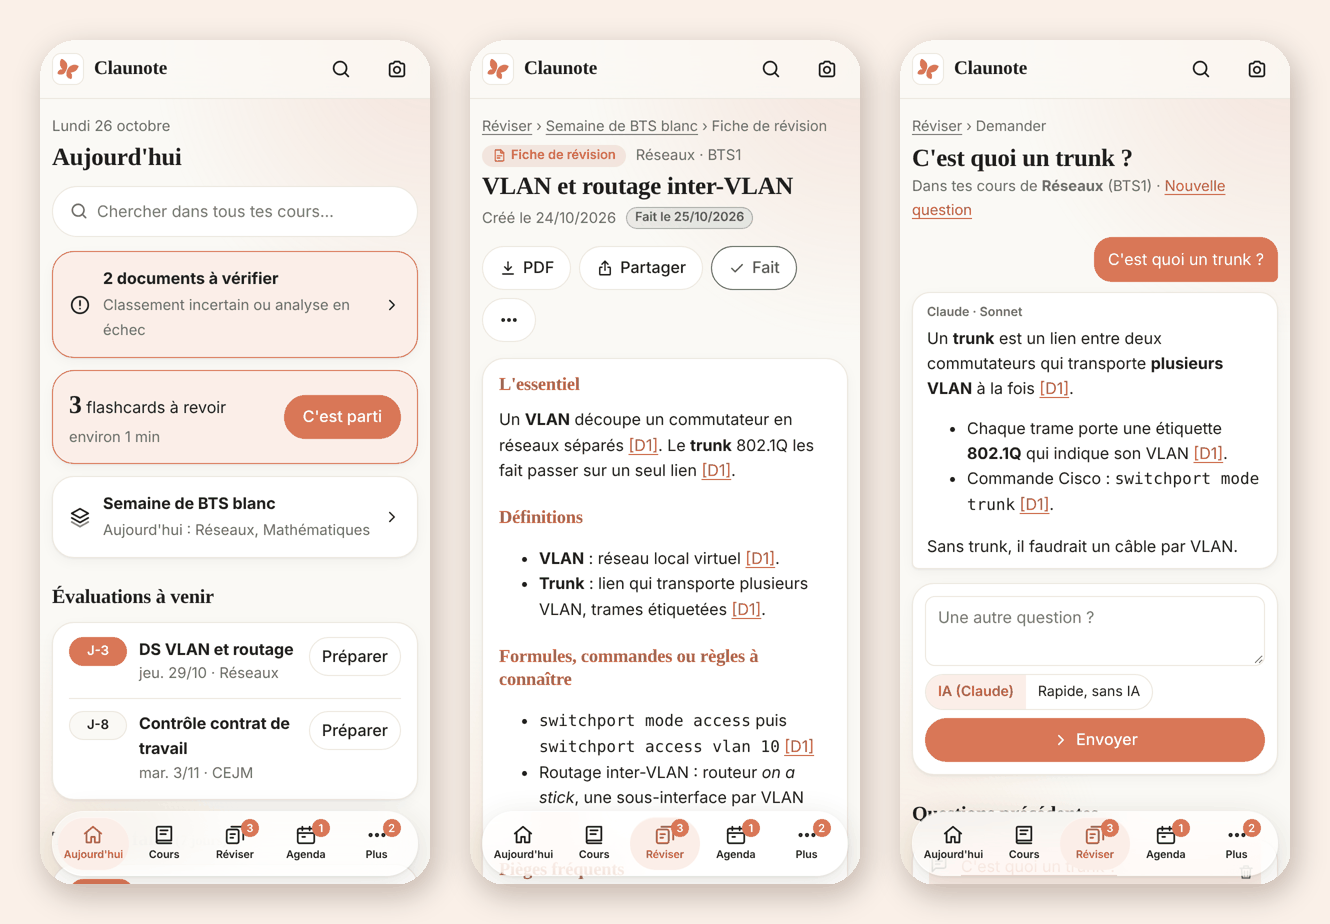 Claunote
Lundi 26 octobre
Aujourd'hui
Chercher dans tous tes cours...
2 documents à vérifier
Classement incertain ou analyse en
échec
3 flashcards à revoir
environ 1 min
C'est parti
Semaine de BTS blanc
Aujourd'hui : Réseaux, Mathématiques
Évaluations à venir
J-3
DS VLAN et routage
jeu. 29/10 · Réseaux
Préparer
J-8
Contrôle contrat de
travail
mar. 3/11 · CEJM
Préparer
Aujourd'hui
Cours
3
Réviser
1
Agenda
2
Plus
Claunote
Réviser › Semaine de BTS blanc › Fiche de révision
Fiche de révision
Réseaux · BTS1
VLAN et routage inter-VLAN
Créé le 24/10/2026
Fait le 25/10/2026
PDF
Partager
Fait
L'essentiel
Un VLAN découpe un commutateur en
réseaux séparés [D1]. Le trunk 802.1Q les
fait passer sur un seul lien [D1].
Définitions
• VLAN : réseau local virtuel [D1].
• Trunk : lien qui transporte plusieurs
VLAN, trames étiquetées [D1].
Formules, commandes ou règles à
connaître
• switchport mode access puis
switchport access vlan 10 [D1]
• Routage inter-VLAN : routeur on a
stick, une sous-interface par VLAN
Aujourd'hui
Cours
3
Réviser
1
Agenda
2
Plus
Pièges fréquents
Claunote
Réviser › Demander
C'est quoi un trunk ?
Dans tes cours de Réseaux (BTS1) · Nouvelle
question
C'est quoi un trunk ?
Claude · Sonnet
Un trunk est un lien entre deux
commutateurs qui transporte plusieurs
VLAN à la fois [D1].
• Chaque trame porte une étiquette
802.1Q qui indique son VLAN [D1].
• Commande Cisco : switchport mode
trunk [D1].
Sans trunk, il faudrait un câble par VLAN.
Une autre question ?
IA (Claude)
Rapide, sans IA
Envoyer
Questions précédentes
Aujourd'hui
Cours
3
Réviser
1
Agenda
2
Plus
C'est quoi un trunk ?